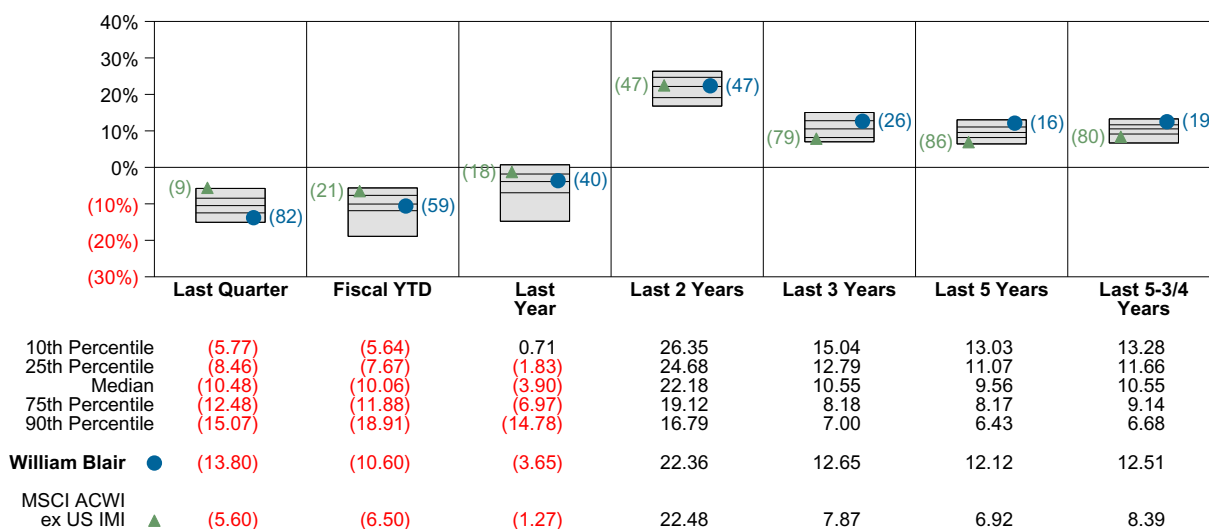 40%
30%
20%
10%
0%
(10%)
(20%)
(30%)
(9)
(82)
(21)
(59)
(18)
(40)
(47)
(47)
(79)
(26)
(86)
(16)
(80)
(19
Last Quarter Fiscal YTD Last Year Last 2 Years Last 3 Years Last 5 Years Last 5-3/4 Years
10th Percentile (5.77) (5.64) 0.71 26.35 15.04 13.03 13.28
25th Percentile (8.46) (7.67) (1.83) 24.68 12.79 11.07 11.66
Median (10.48) (10.06) (3.90) 22.18 10.55 9.56 10.55
75th Percentile (12.48) (11.88) (6.97) 19.12 8.18 8.17 9.14
90th Percentile (15.07) (18.91) (14.78) 16.79 7.00 6.43 6.68
William Blair (13.80) (10.60) (3.65) 22.36 12.65 12.12 12.51
MSCI ACWI
ex US IMI (5.60) (6.50) (1.27) 22.48 7.87 6.92 8.39